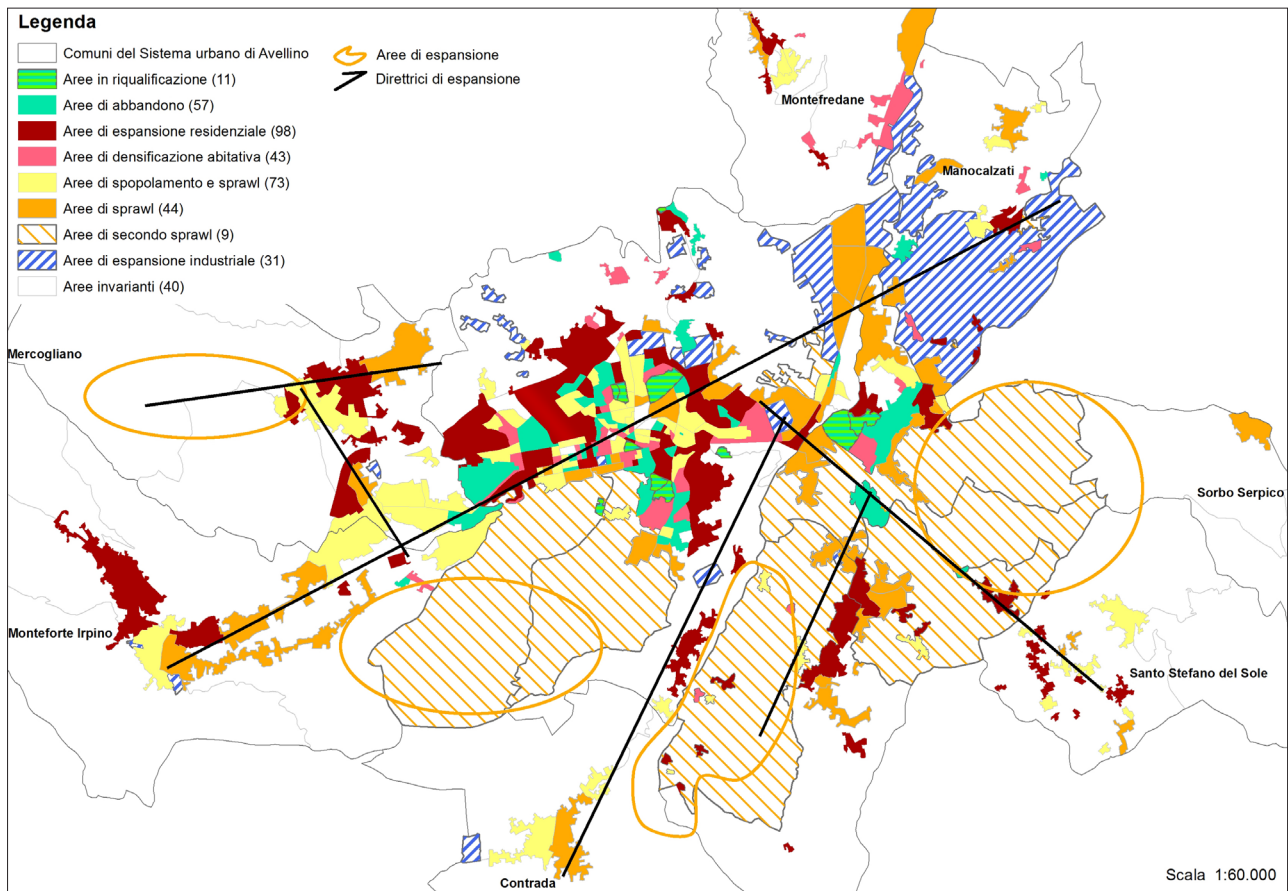 Legenda
Comuni del Sistema urbano di Avellino
Aree in riqualificazione (11)
Aree di abbandono (57)
Aree di espansione residenziale (98)
Aree di densificazione abitativa (43)
Aree di spopolamento e sprawl (73)
Aree di sprawl (44)
Aree di secondo sprawl (9)
Aree di espansione industriale (31)
Aree invarianti (40)
Aree di espansione
Direttrici di espansione
Montefredane
Manocalzati
Mercogliano
Sorbo Serpico
Monteforte Irpino
Santo Stefano del Sole
Contrada
Scala 1:60.000